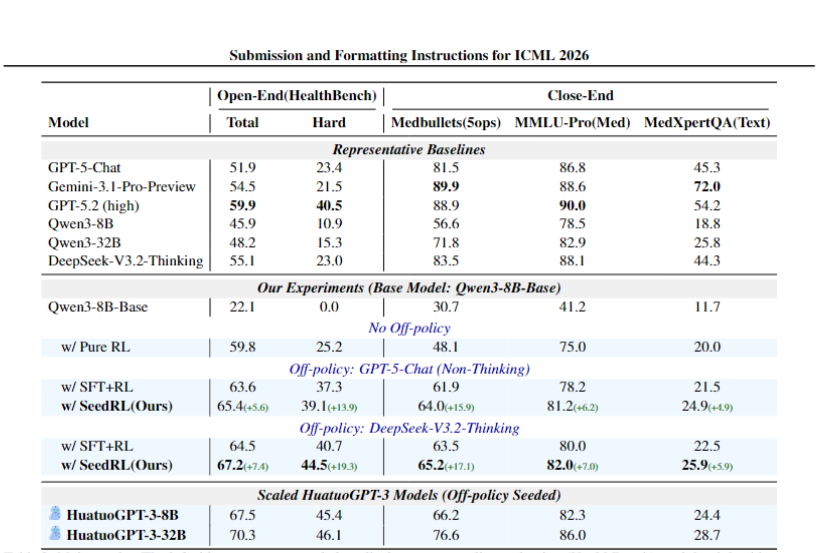 Submission and Formatting Instructions for ICML 2026
Open-End(HealthBench) Close-End
Model Total Hard Medbullets(5ops) MMLU-Pro(Med) MedXpertQA(Text)
Representative Baselines
GPT-5-Chat 51.9 23.4 81.5 86.8 45.3
Gemini-3.1-Pro-Preview 54.5 21.5 89.9 88.6 72.0
GPT-5.2 (high) 59.9 40.5 88.9 90.0 54.2
Qwen3-8B 45.9 10.9 56.6 78.5 18.8
Qwen3-32B 48.2 15.3 71.8 82.9 25.8
DeepSeek-V3.2-Thinking 55.1 23.0 83.5 88.1 44.3
Our Experiments (Base Model: Qwen3-8B-Base)
Qwen3-8B-Base 22.1 0.0 30.7 41.2 11.7
No Off-policy
w/ Pure RL 59.8 25.2 48.1 75.0 20.0
Off-policy: GPT-5-Chat (Non-Thinking)
w/ SFT+RL 63.6 37.3 61.9 78.2 21.5
w/ SeedRL(Ours) 65.4(+5.6) 39.1(+13.9) 64.0(+15.9) 81.2(+6.2) 24.9(+4.9)
Off-policy: DeepSeek-V3.2-Thinking
w/ SFT+RL 64.5 40.7 63.5 80.0 22.5
w/ SeedRL(Ours) 67.2(+7.4) 44.5(+19.3) 65.2(+17.1) 82.0(+7.0) 25.9(+5.9)
Scaled HuatuoGPT-3 Models (Off-policy Seeded)
HuatuoGPT-3-8B 67.5 45.4 66.2 82.3 24.4
HuatuoGPT-3-32B 70.3 46.1 76.6 86.0 28.7